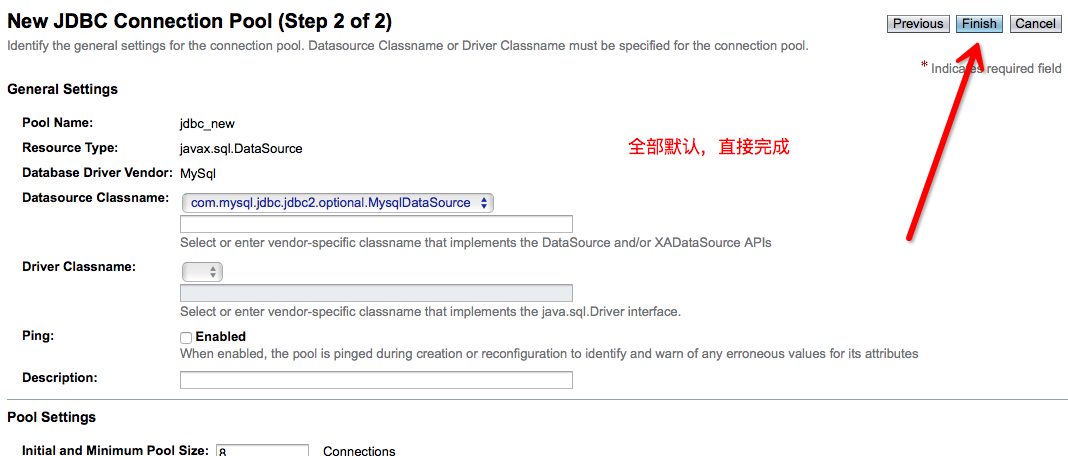 New JDBC Connection Pool (Step 2 of 2)
Previous Finish Cancel
Identify the general settings for the connection pool. Datasource Classname or Driver Classname must be specified for the connection pool.
* Indicates required field
General Settings
Pool Name: jdbc_new
Resource Type: javax.sql.DataSource
全部默认，直接完成
Database Driver Vendor: MySql
Datasource Classname: com.mysql.jdbc.jdbc2.optional.MysqlDataSource
Select or enter vendor-specific classname that implements the DataSource and/or XADataSource APIs
Driver Classname:
Select or enter vendor-specific classname that implements the java.sql.Driver interface.
Ping: Enabled
When enabled, the pool is pinged during creation or reconfiguration to identify and warn of any erroneous values for its attributes
Description:
Pool Settings
Initial and Minimum Pool Size: 8 Connections